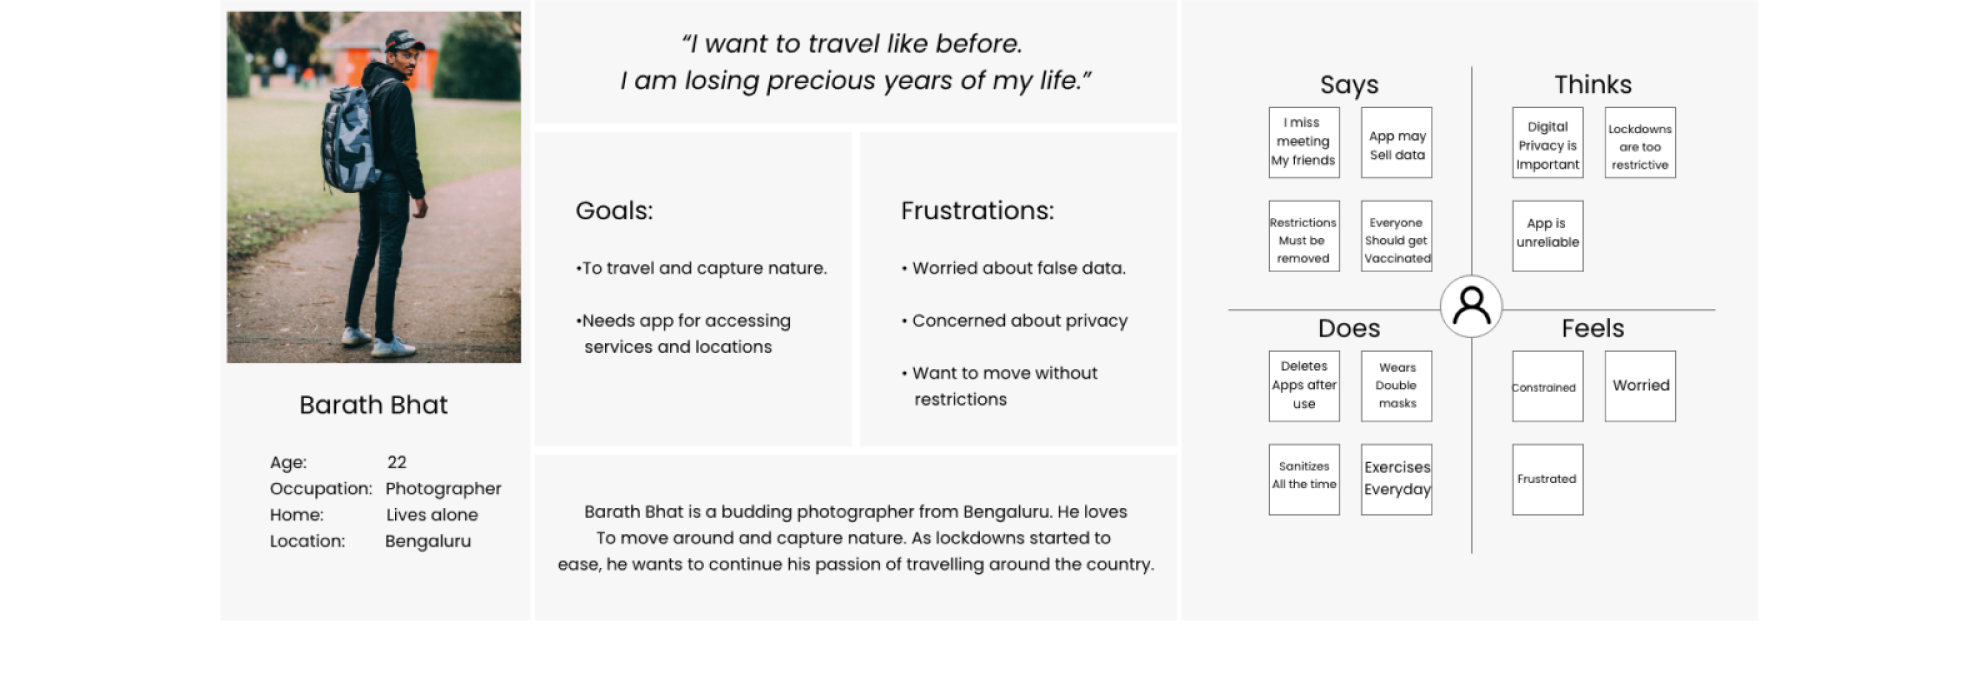 “I want to travel like before.
I am losing precious years of my life.”
Barath Bhat
Age: 22
Occupation: Photographer
Home: Lives alone
Location: Bengaluru
Goals:
•To travel and capture nature.
•Needs app for accessing
services and locations
Frustrations:
• Worried about false data.
• Concerned about privacy
• Want to move without
restrictions
Barath Bhat is a budding photographer from Bengaluru. He loves
To move around and capture nature. As lockdowns started to
ease, he wants to continue his passion of travelling around the country.
Says
I miss
meeting
My friends
App may
Sell data
Restrictions
Must be
removed
Everyone
Should get
Vaccinated
Thinks
Digital
Privacy is
Important
Lockdowns
are too
restrictive
App is
unreliable
Does
Deletes
Apps after
use
Wears
Double
masks
Sanitizes
All the time
Exercises
Everyday
Feels
Constrained
Worried
Frustrated